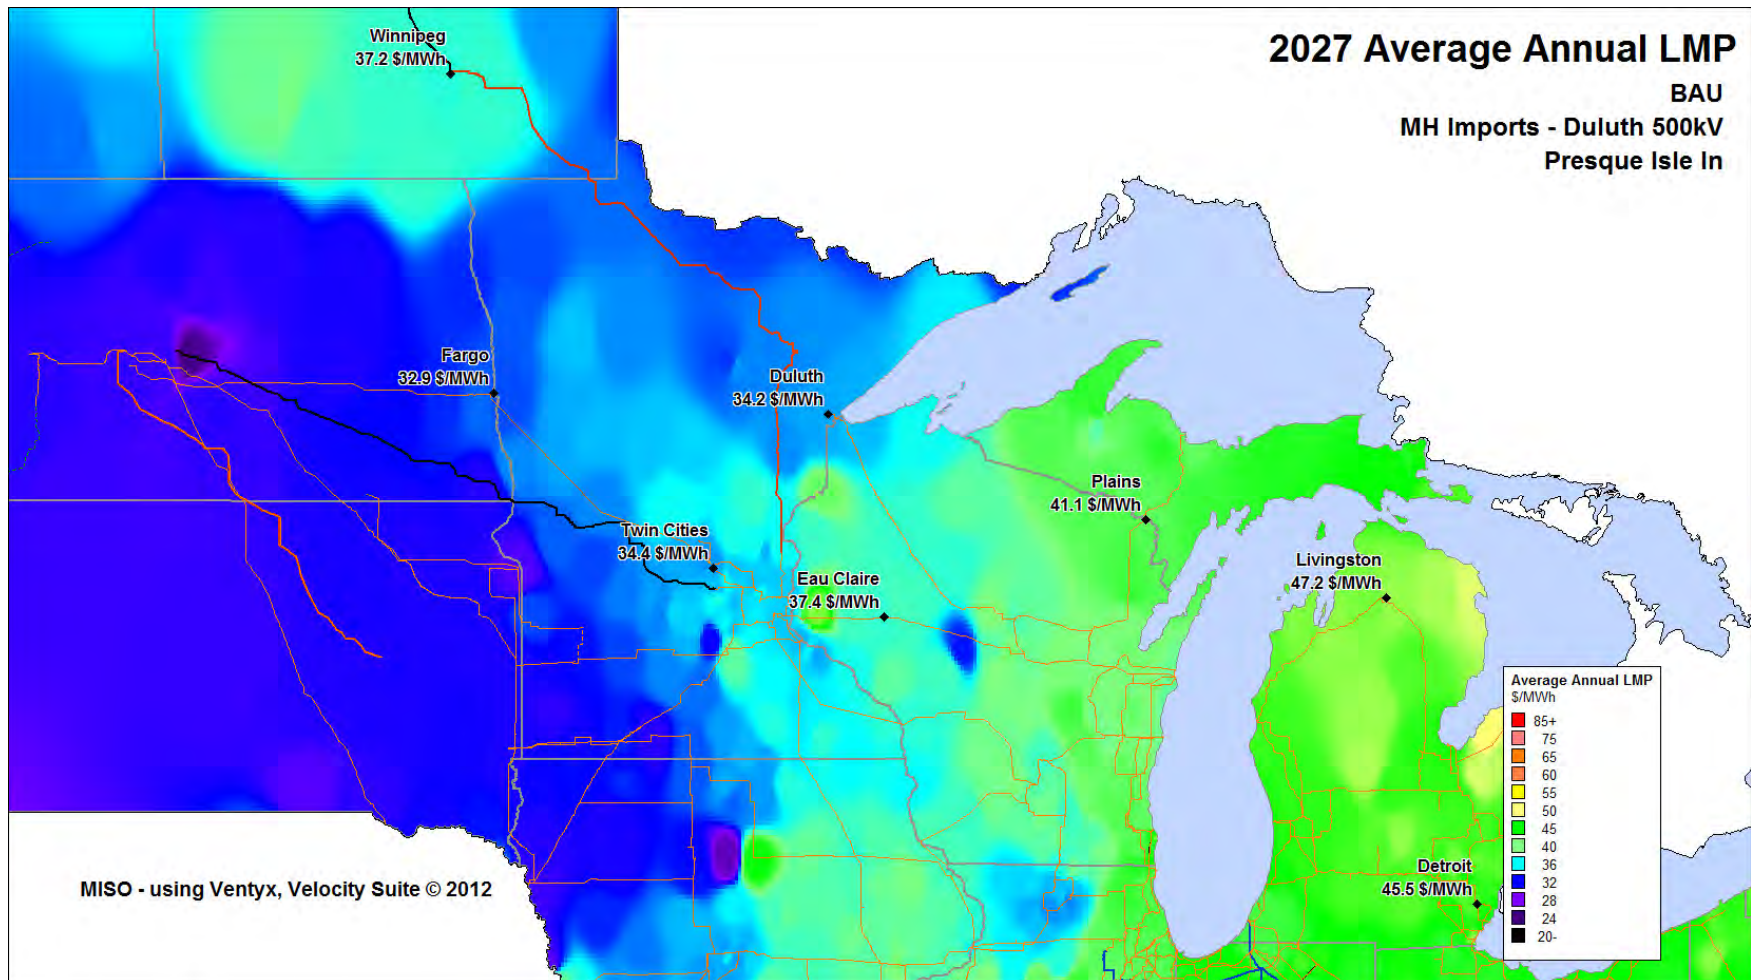 2027 Average Annual LMP
BAU
MH Imports - Duluth 500kV
Presque Isle In
Winnipeg
37.2 $/MWh
Fargo
32.9 $/MWh
Duluth
34.2 $/MWh
Plains
41.1 $/MWh
Twin Cities
34.4 $/MWh
Eau Claire
37.4 $/MWh
Livingston
47.2 $/MWh
Detroit
45.5 $/MWh
Average Annual LMP
$/MWh
85+
75
65
60
55
50
45
40
36
32
28
24
20-
MISO - using Ventyx, Velocity Suite © 2012